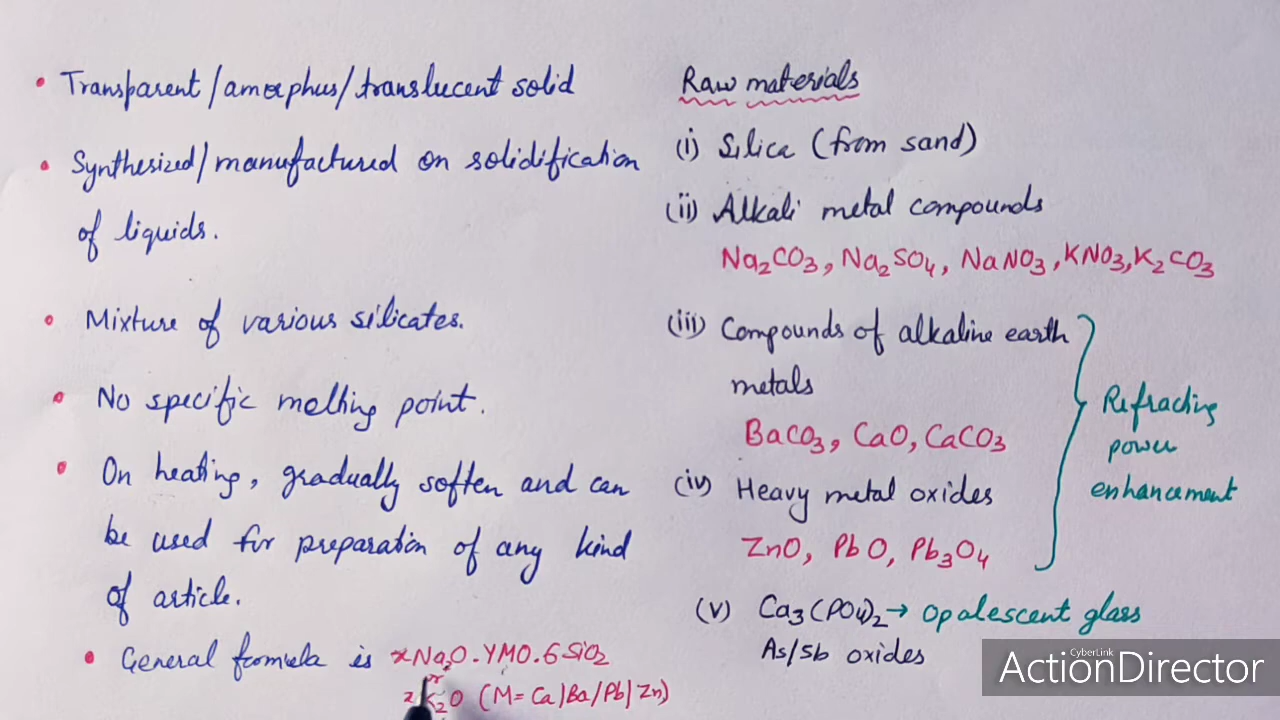 • Transparent/amorphus/translucent solid
• Synthesized/manufactured on solidification
of liquids.
• Mixture of various silicates.
• No specific melting point.
• On heating, gradually soften and can
be used for preparation of any kind
of article.
• General formula is xNa₂O.YMO.6SiO₂
or
xK₂O (M=Ca/Ba/Pb/Zn)
Raw materials
(i) Silica (from sand)
(ii) Alkali metal compounds
Na₂CO₃, Na₂SO₄, NaNO₃, KNO₃, K₂CO₃
(iii) Compounds of alkaline earth
metals
BaCO₃, CaO, CaCO₃
(iv) Heavy metal oxides
ZnO, PbO, Pb₃O₄
Refracting
power
enhancement
(v) Ca₃(PO₄)₂→ opalescent glass
As/Sb oxides
CyberLink
ActionDirector